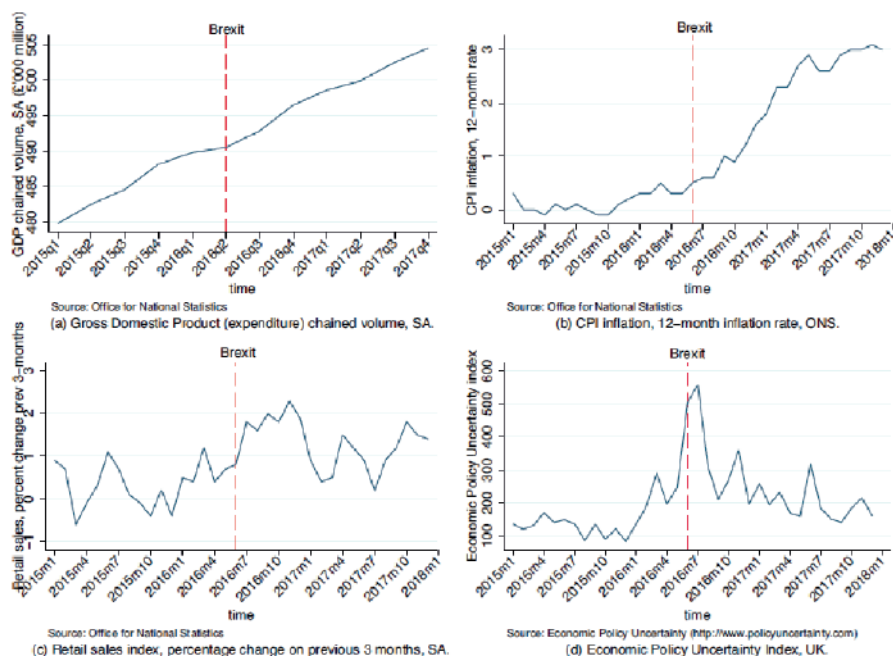 Brexit
GDP chained volume, SA (£'000 million)
505
500
495
490
485
480
2015q1
2015q2
2015q3
2015q4
2016q1
2016q2
2016q3
2016q4
2017q1
2017q2
2017q3
2017q4
time
Source: Office for National Statistics
(a) Gross Domestic Product (expenditure) chained volume, SA.
Brexit
CPI inflation, 12-month rate
3
2
1
0
2015m1
2015m4
2015m7
2015m10
2016m1
2016m4
2016m7
2016m10
2017m1
2017m4
2017m7
2017m10
2018m1
time
Source: Office for National Statistics
(b) CPI inflation, 12-month inflation rate, ONS.
Brexit
Retail sales, percent change prev 3-months
3
2
1
0
-1
2015m1
2015m4
2015m7
2015m10
2016m1
2016m4
2016m7
2016m10
2017m1
2017m4
2017m7
2017m10
2018m1
time
Source: Office for National Statistics
(c) Retail sales index, percentage change on previous 3 months, SA.
Brexit
Economic Policy Uncertainty index
600
500
400
300
200
100
2015m1
2015m4
2015m7
2015m10
2016m1
2016m4
2016m7
2016m10
2017m1
2017m4
2017m7
2017m10
2018m1
time
Source: Economic Policy Uncertainty (http://www.policyuncertainty.com)
(d) Economic Policy Uncertainty Index, UK.